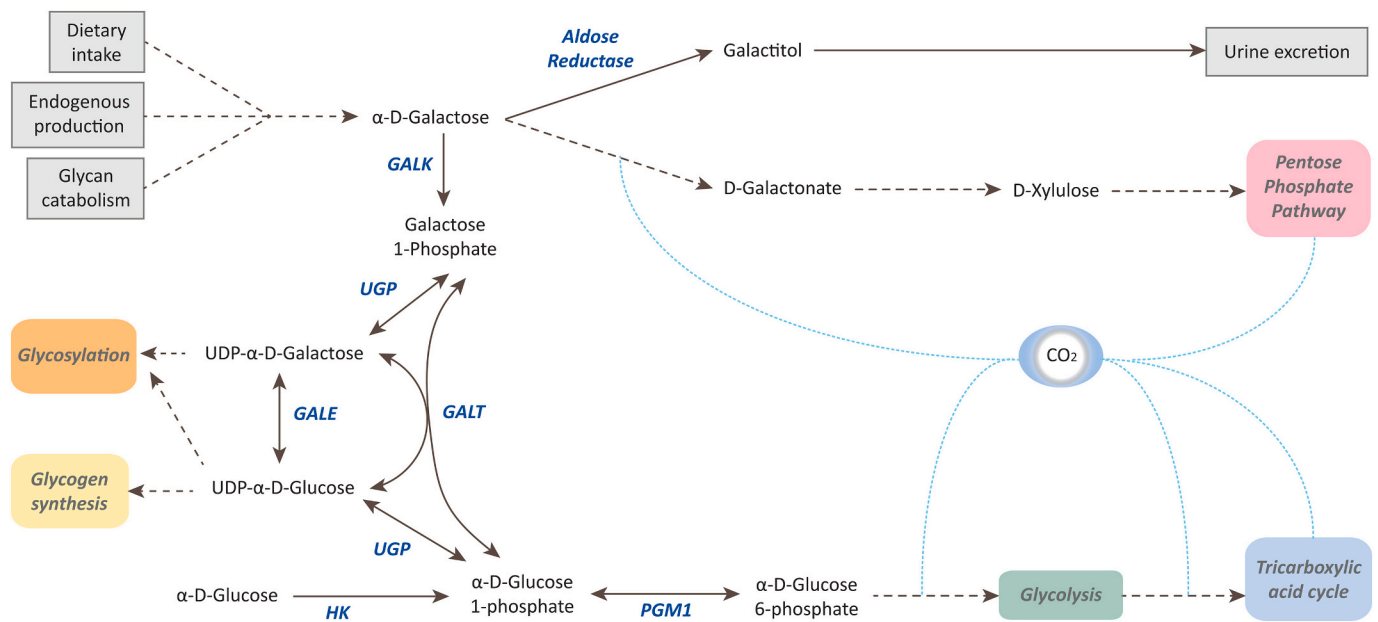 Dietary
intake
Endogenous
production
Glycan
catabolism
α-D-Galactose
Aldose
Reductase
Galactitol
Urine excretion
GALK
D-Galactonate
D-Xylulose
Pentose
Phosphate
Pathway
Galactose
1-Phosphate
UGP
Glycosylation
UDP-α-D-Galactose
GALE
GALT
CO2
Glycogen
synthesis
UDP-α-D-Glucose
UGP
α-D-Glucose
HK
α-D-Glucose
1-phosphate
PGM1
α-D-Glucose
6-phosphate
Glycolysis
Tricarboxylic
acid cycle